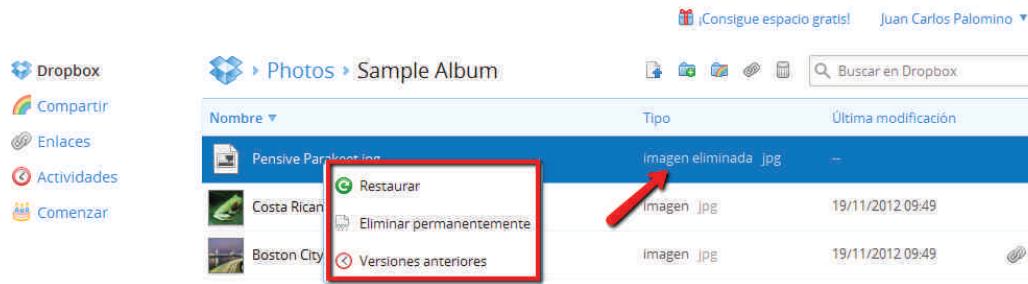 ¡Consigue espacio gratis! Juan Carlos Palomino
Dropbox
Compartir
Enlaces
Actividades
Comenzar
Photos Sample Album
Buscar en Dropbox
Nombre Tipo Última modificación
Pensive Parakeet.jpg imagen eliminada jpg --
Restaurar
Costa Rican imagen jpg 19/11/2012 09:49
Eliminar permanentemente
Boston City imagen jpg 19/11/2012 09:49
Versiones anteriores